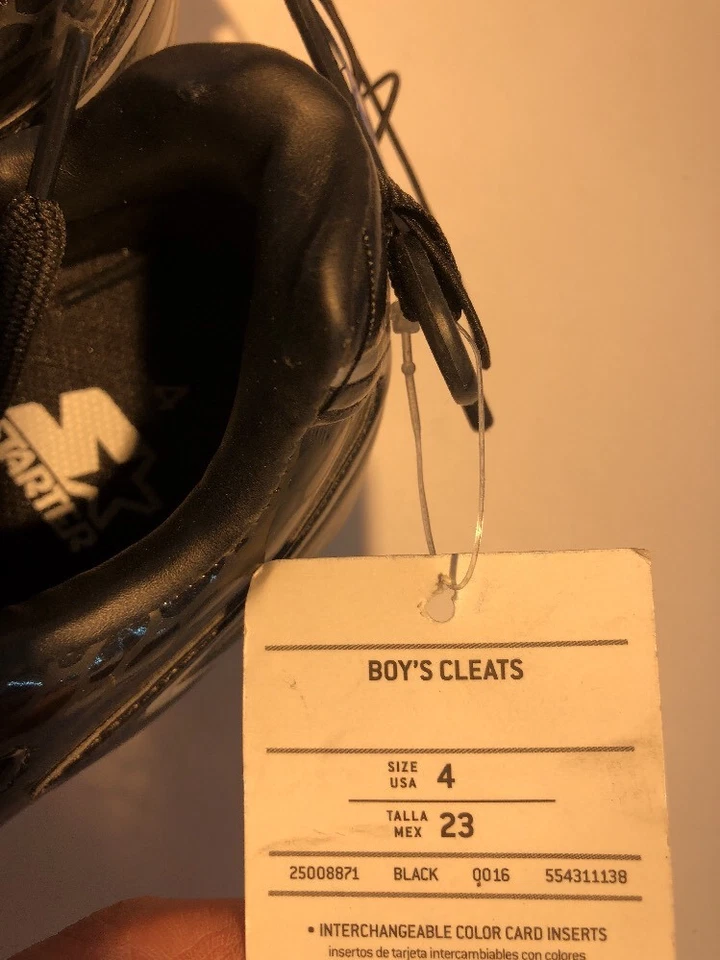 STARTER
BOY'S CLEATS
SIZE
USA 4
TALLA
MEX 23
25008871 BLACK 0016 554311138
• INTERCHANGEABLE COLOR CARD INSERTS
insertos de tarjeta intercambiables con colores